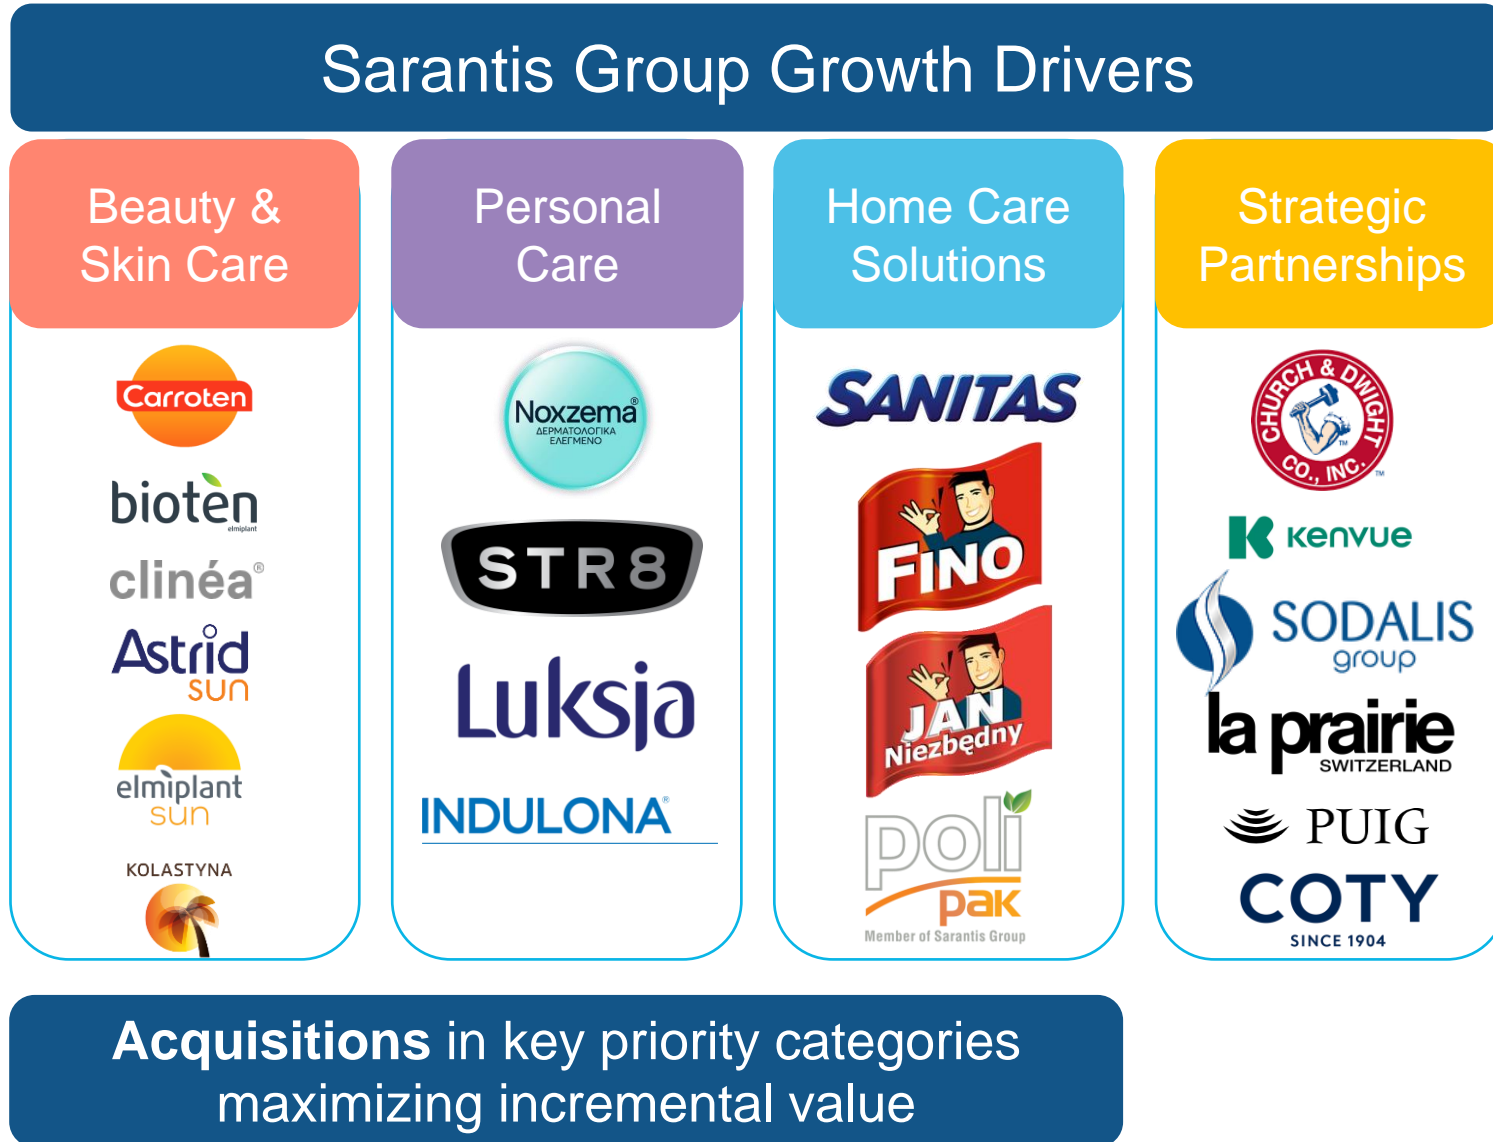 Sarantis Group Growth Drivers
Beauty &
Skin Care
Carroten
biotèn
elmiplant
clinéa®
Astrid
sun
elmiplant
sun
KOLASTYNA
Personal
Care
Noxzema®
ΔΕΡΜΑΤΟΛΟΓΙΚΑ
ΕΛΕΓΜΕΝΟ
STR8
Luksja
INDULONA®
Home Care
Solutions
SANITAS
FINO
JAN
Niezbędny
poli
pak
Member of Sarantis Group
Strategic
Partnerships
CHURCH & DWIGHT
CO., INC.
TM
TM
Kenvue
SODALIS
group
la prairie
SWITZERLAND
PUIG
COTY
SINCE 1904
Acquisitions in key priority categories
maximizing incremental value